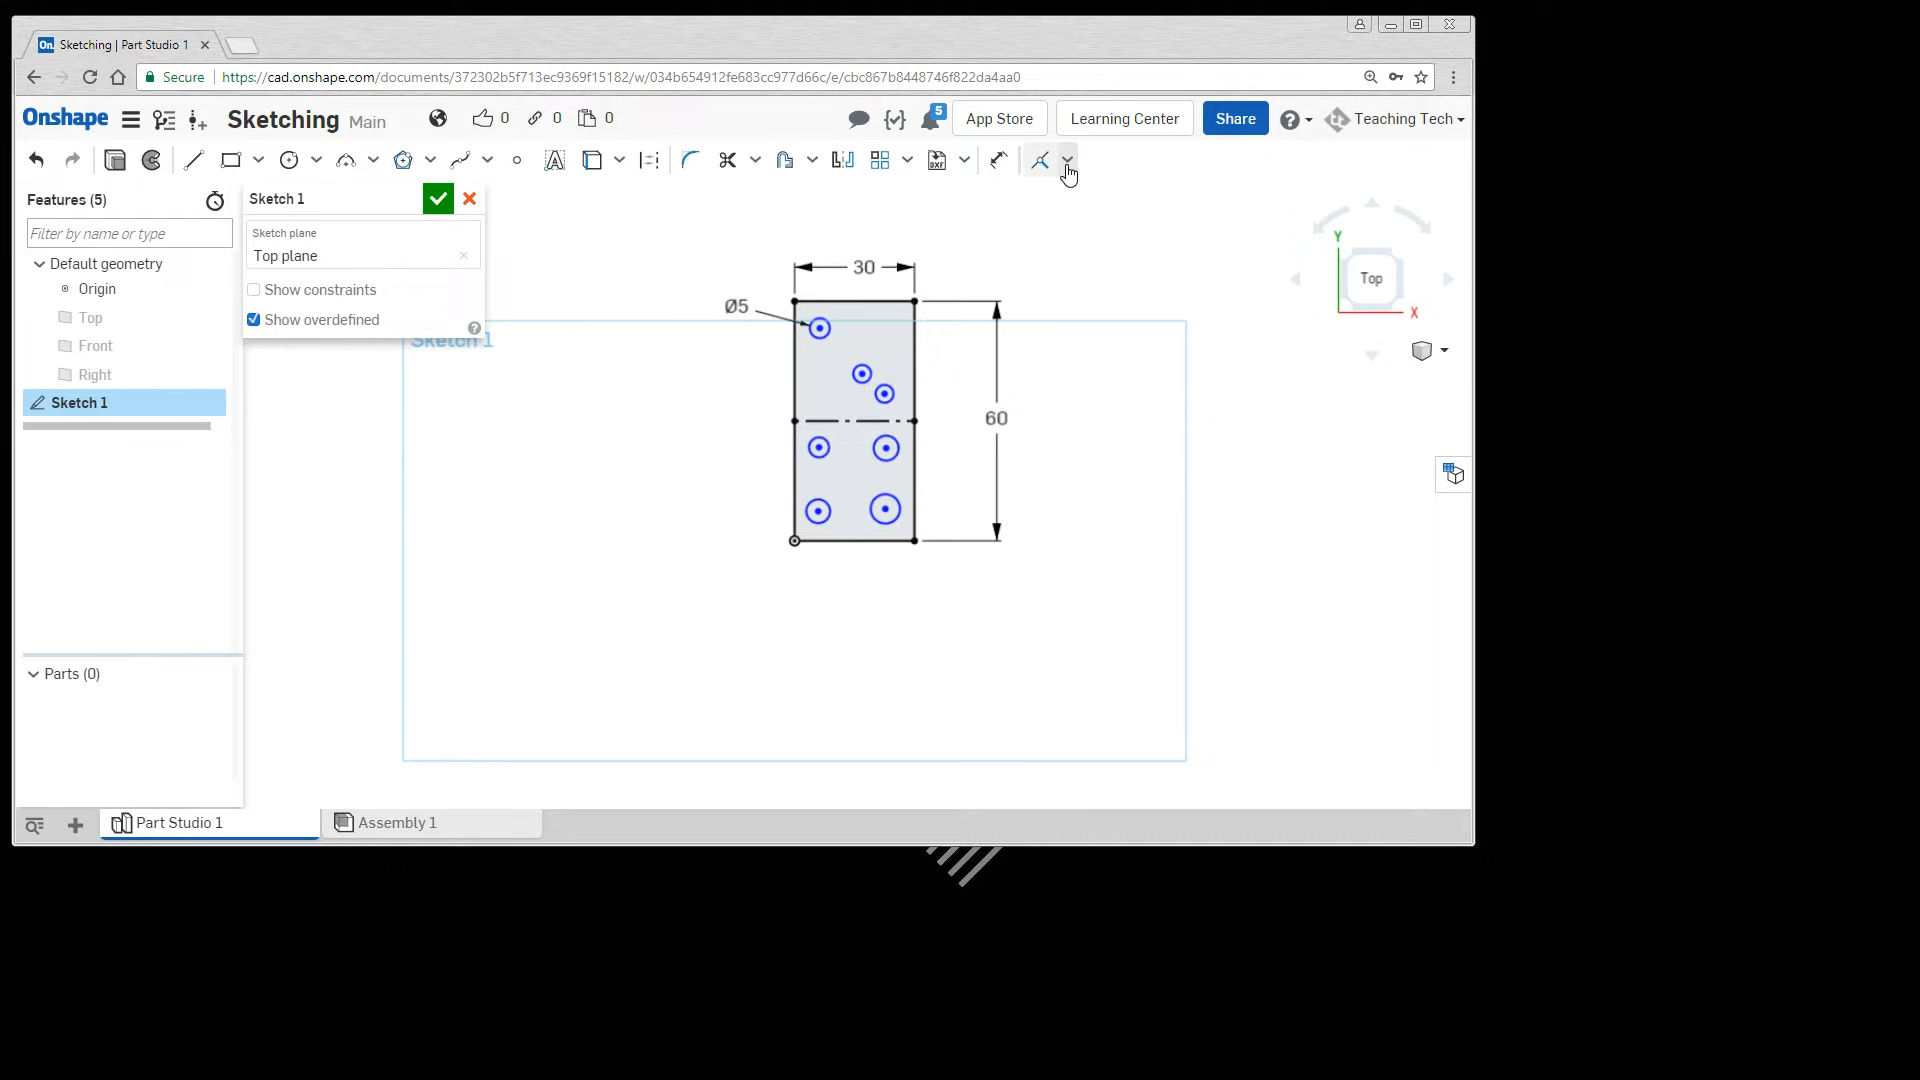 On Sketching | Part Studio 1
Secure https://cad.onshape.com/documents/372302b5f713ec9369f15182/w/034b654912fe683cc977d66c/e/cbc867b8448746f822da4aa0
Onshape Sketching Main 0 0 0 5 App Store Learning Center Share Teaching Tech
DXF
Features (5)
Filter by name or type
Default geometry
Origin
Top
Front
Right
Sketch 1
Parts (0)
Sketch 1
Sketch plane
Top plane
Show constraints
Show overdefined
Sketch 1
30
Ø5
60
Y
Top
X
Part Studio 1
Assembly 1